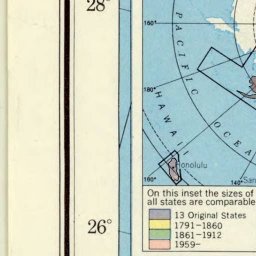 28°
160°
180°
PACIFIC OCEA
HAWAII
Honolulu
160°
140°
San
On this inset the sizes of
all states are comparable
13 Original States
1791-1860
1861-1912
1959-
26°